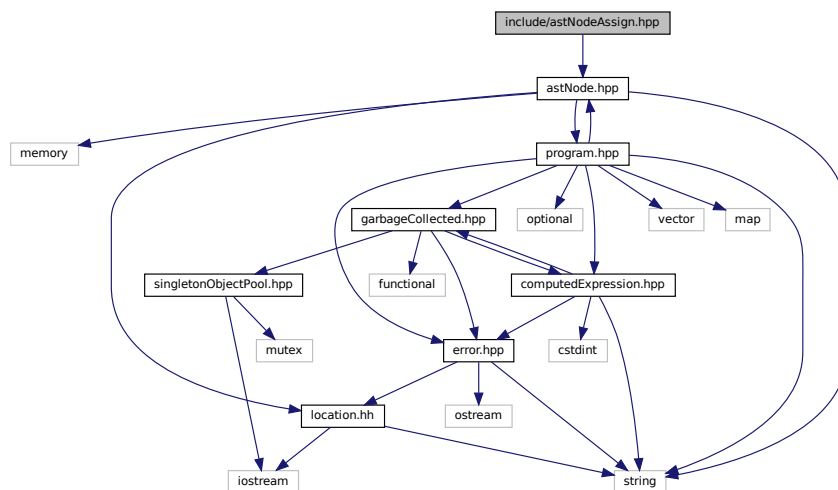 include/astNodeAssign.hpp
astNode.hpp
memory
program.hpp
garbageCollected.hpp
optional
vector
map
singletonObjectPool.hpp
functional
computedExpression.hpp
mutex
error.hpp
cstdint
location.hh
ostream
iostream
string